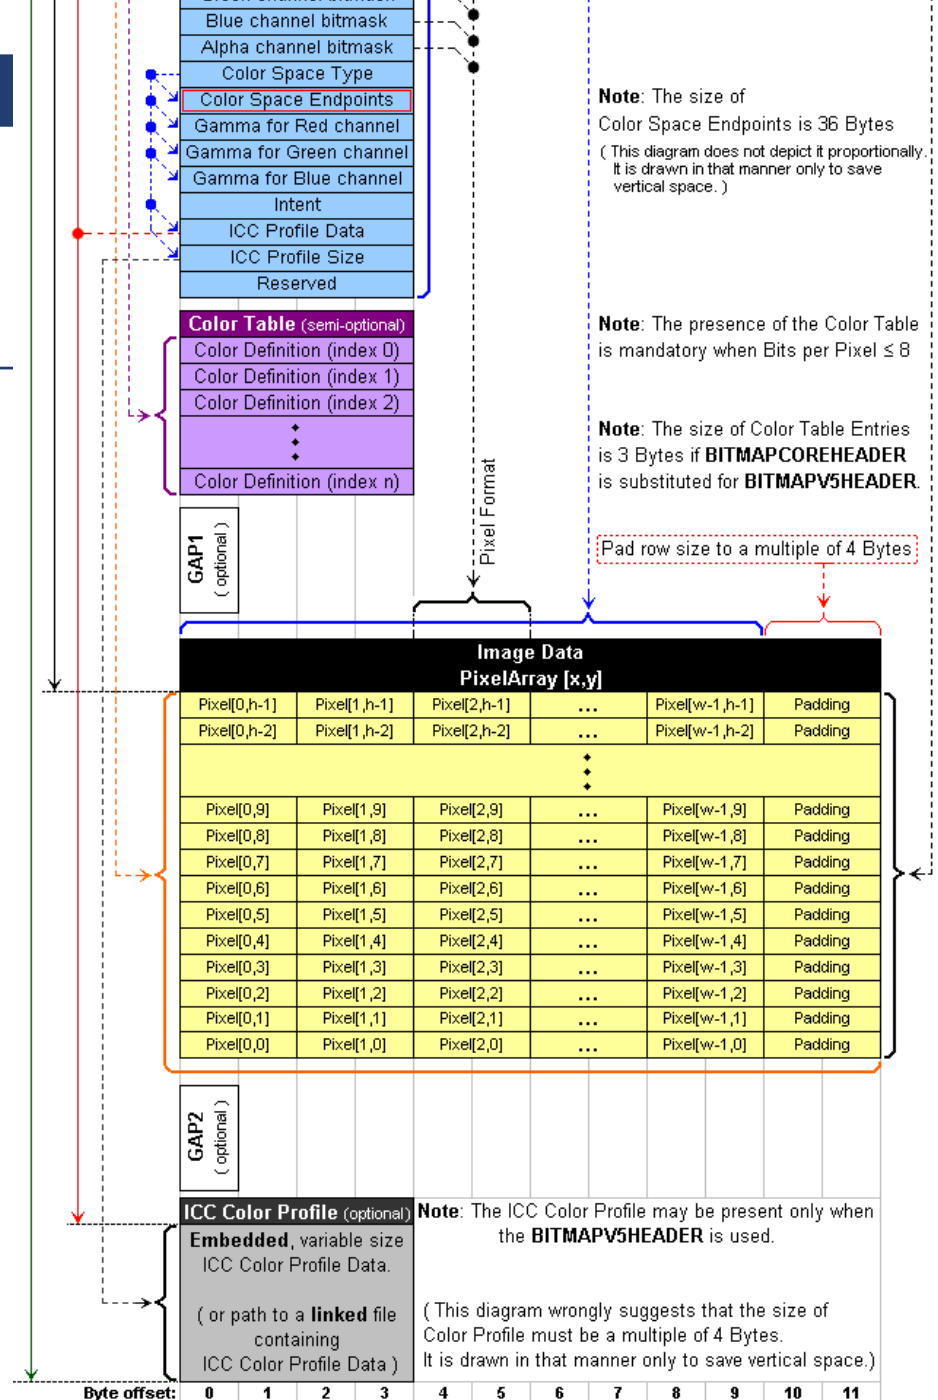 Blue channel bitmask
Alpha channel bitmask
Color Space Type
Color Space Endpoints
Gamma for Red channel
Gamma for Green channel
Gamma for Blue channel
Intent
ICC Profile Data
ICC Profile Size
Reserved
Note: The size of
Color Space Endpoints is 36 Bytes
( This diagram does not depict it proportionally.
It is drawn in that manner only to save
vertical space. )
Color Table (semi-optional)
Color Definition (index 0)
Color Definition (index 1)
Color Definition (index 2)
Color Definition (index n)
Note: The presence of the Color Table
is mandatory when Bits per Pixel ≤ 8
Note: The size of Color Table Entries
is 3 Bytes if BITMAPCOREHEADER
is substituted for BITMAPV5HEADER.
Pixel Format
GAP1
( optional )
Pad row size to a multiple of 4 Bytes
Image Data
PixelArray [x,y]
Pixel[0,h-1] Pixel[1,h-1] Pixel[2,h-1] ... Pixel[w-1,h-1] Padding
Pixel[0,h-2] Pixel[1,h-2] Pixel[2,h-2] ... Pixel[w-1,h-2] Padding
Pixel[0,9] Pixel[1,9] Pixel[2,9] ... Pixel[w-1,9] Padding
Pixel[0,8] Pixel[1,8] Pixel[2,8] ... Pixel[w-1,8] Padding
Pixel[0,7] Pixel[1,7] Pixel[2,7] ... Pixel[w-1,7] Padding
Pixel[0,6] Pixel[1,6] Pixel[2,6] ... Pixel[w-1,6] Padding
Pixel[0,5] Pixel[1,5] Pixel[2,5] ... Pixel[w-1,5] Padding
Pixel[0,4] Pixel[1,4] Pixel[2,4] ... Pixel[w-1,4] Padding
Pixel[0,3] Pixel[1,3] Pixel[2,3] ... Pixel[w-1,3] Padding
Pixel[0,2] Pixel[1,2] Pixel[2,2] ... Pixel[w-1,2] Padding
Pixel[0,1] Pixel[1,1] Pixel[2,1] ... Pixel[w-1,1] Padding
Pixel[0,0] Pixel[1,0] Pixel[2,0] ... Pixel[w-1,0] Padding
GAP2
( optional )
ICC Color Profile (optional)
Embedded, variable size
ICC Color Profile Data.
( or path to a linked file
containing
ICC Color Profile Data )
Note: The ICC Color Profile may be present only when
the BITMAPV5HEADER is used.
( This diagram wrongly suggests that the size of
Color Profile must be a multiple of 4 Bytes.
It is drawn in that manner only to save vertical space.)
Byte offset: 0 1 2 3 4 5 6 7 8 9 10 11